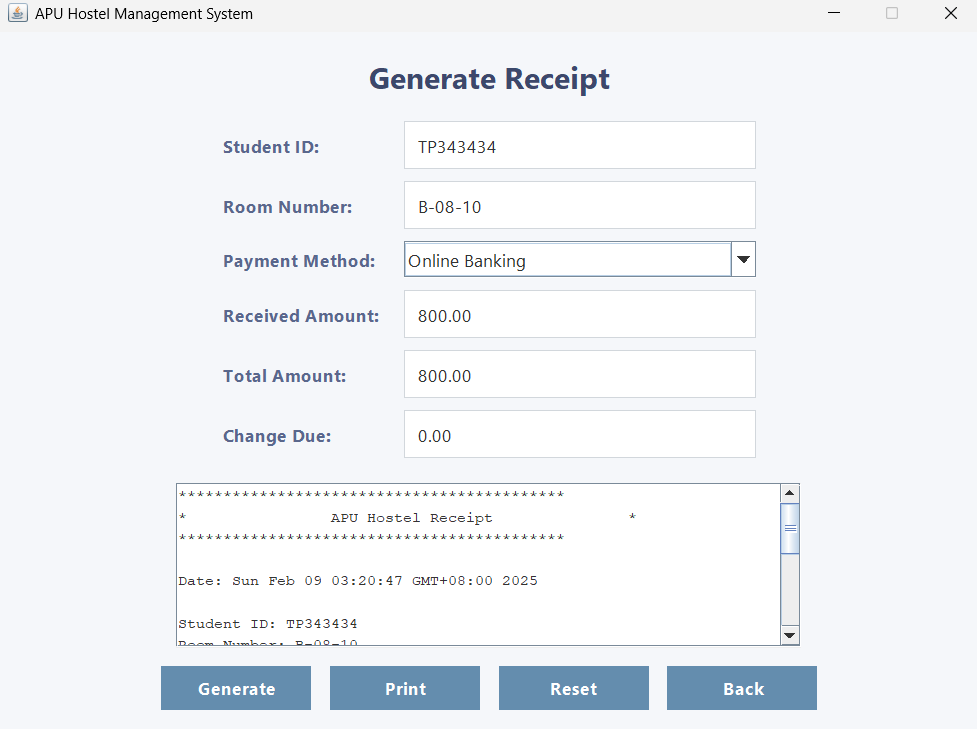 APU Hostel Management System
Generate Receipt
Student ID: TP343434
Room Number: B-08-10
Payment Method: Online Banking
Received Amount: 800.00
Total Amount: 800.00
Change Due: 0.00
*******************************************
*                APU Hostel Receipt               *
*******************************************
Date: Sun Feb 09 03:20:47 GMT+08:00 2025
Student ID: TP343434
Room Number: B-08-10
Generate Print Reset Back